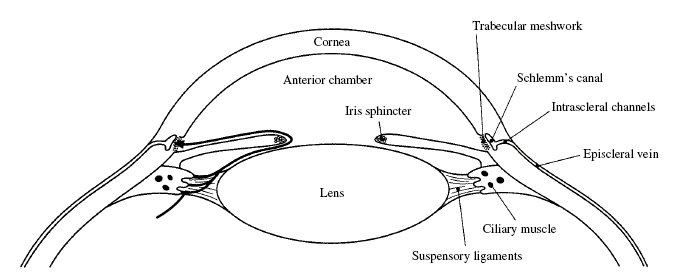 Trabecular meshwork
Cornea
Schlemm's canal
Anterior chamber
Intrascleral channels
Iris sphincter
Episcleral vein
Lens
Ciliary muscle
Suspensory ligaments